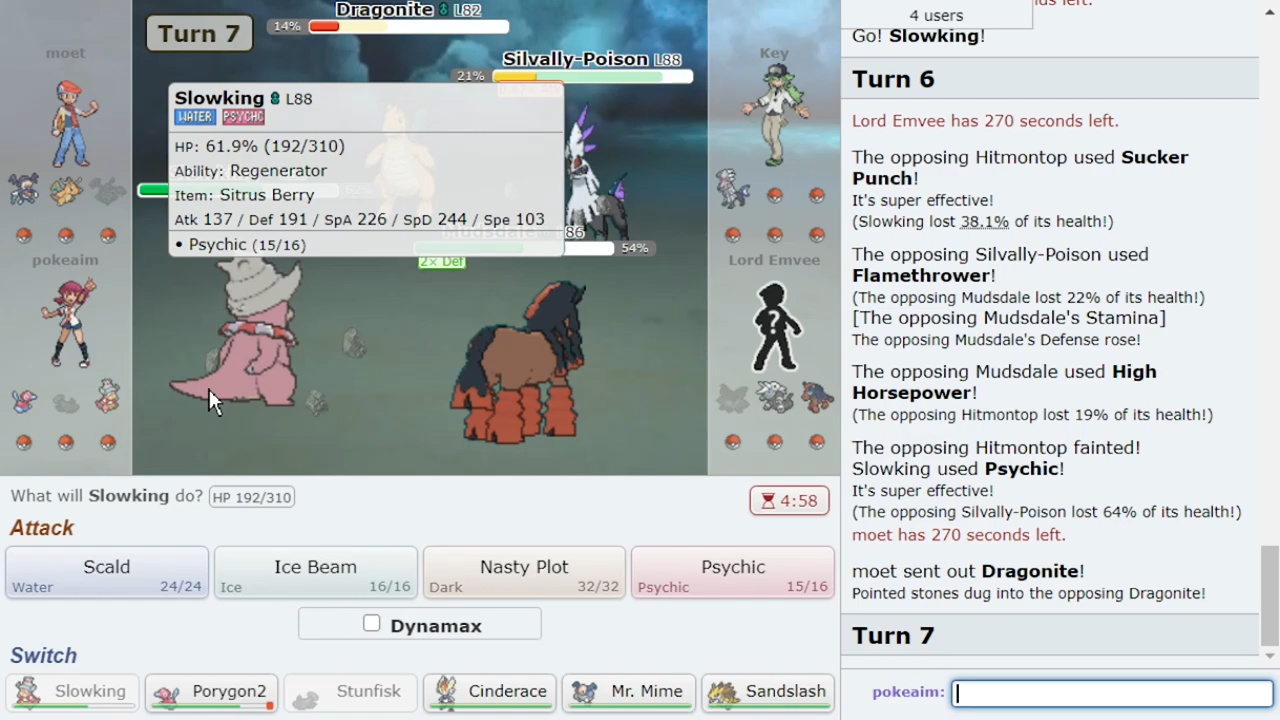 moet
pokeaim
Turn 7
Dragonite L82
14%
Silvally-Poison L88
21%
Slowking L88
WATER PSYCHC
HP: 61.9% (192/310)
Ability: Regenerator
Item: Sitrus Berry
Atk 137 / Def 191 / SpA 226 / SpD 244 / Spe 103
• Psychic (15/16)
Mudsdale L86
54%
2× Def
Key
Lord Emvee
What will Slowking do? HP 192/310
4:58
Attack
Scald
Water 24/24
Ice Beam
Ice 16/16
Nasty Plot
Dark 32/32
Psychic
Psychic 15/16
Dynamax
Switch
Slowking
Porygon2
Stunfisk
Cinderace
Mr. Mime
Sandslash
4 users
ds left.
Go! Slowking!
Turn 6
Lord Emvee has 270 seconds left.
The opposing Hitmontop used Sucker
Punch!
It's super effective!
(Slowking lost 38.1% of its health!)
The opposing Silvally-Poison used
Flamethrower!
(The opposing Mudsdale lost 22% of its health!)
[The opposing Mudsdale's Stamina]
The opposing Mudsdale's Defense rose!
The opposing Mudsdale used High
Horsepower!
(The opposing Hitmontop lost 19% of its health!)
The opposing Hitmontop fainted!
Slowking used Psychic!
It's super effective!
(The opposing Silvally-Poison lost 64% of its health!)
moet has 270 seconds left.
moet sent out Dragonite!
Pointed stones dug into the opposing Dragonite!
Turn 7
pokeaim: